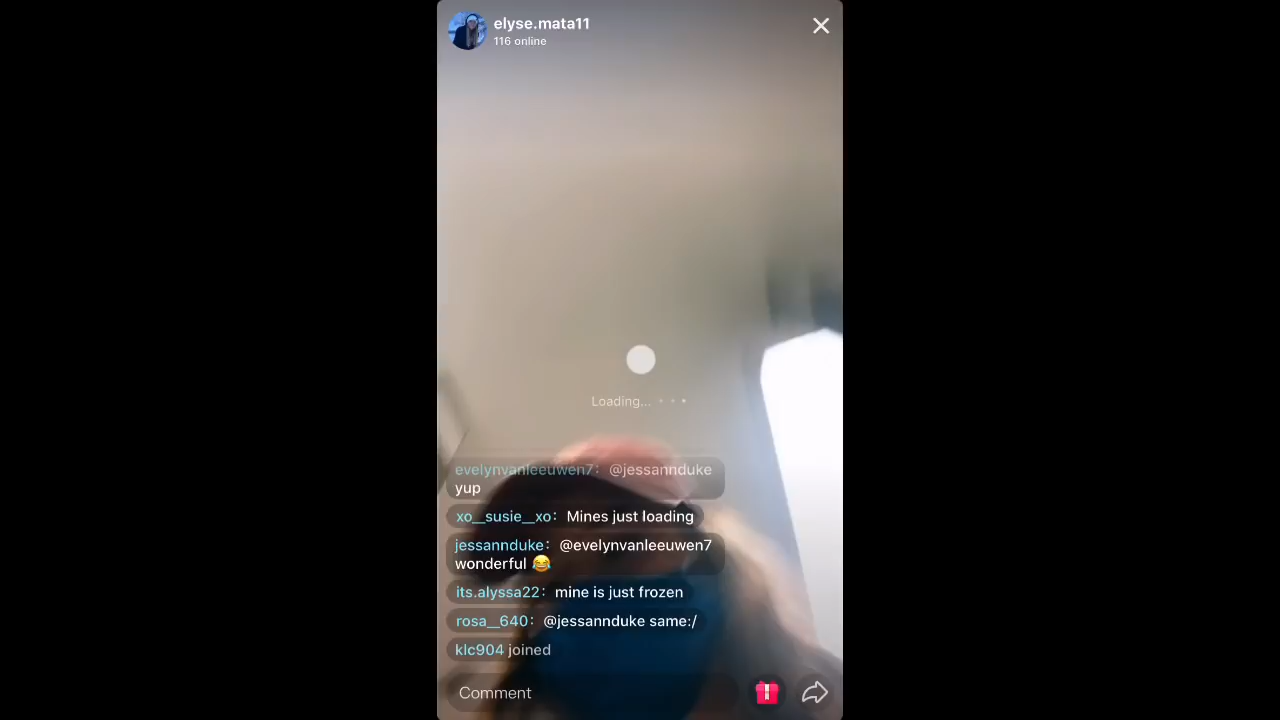 elyse.mata11
116 online
Loading...
evelynvanleeuwen7: @jessannduke
yup
xo__susie__xo: Mines just loading
jessannduke: @evelynvanleeuwen7
wonderful 😂
its.alyssa22: mine is just frozen
rosa__640: @jessannduke same:/
klc904 joined
Comment